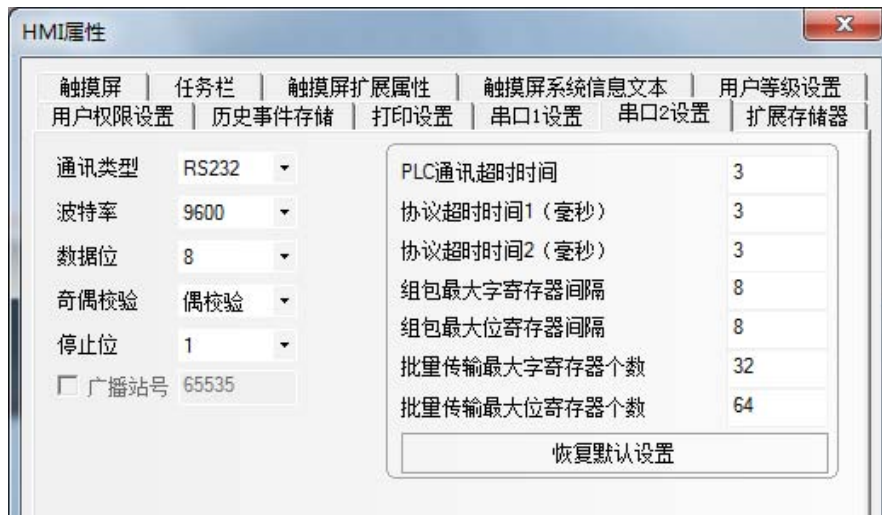 HMI属性
触摸屏 任务栏 触摸屏扩展属性 触摸屏系统信息文本 用户等级设置
用户权限设置 历史事件存储 打印设置 串口1设置 串口2设置 扩展存储器
通讯类型 RS232
波特率 9600
数据位 8
奇偶校验 偶校验
停止位 1
广播站号 65535
PLC通讯超时时间 3
协议超时时间1（毫秒） 3
协议超时时间2（毫秒） 3
组包最大字寄存器间隔 8
组包最大位寄存器间隔 8
批量传输最大字寄存器个数 32
批量传输最大位寄存器个数 64
恢复默认设置